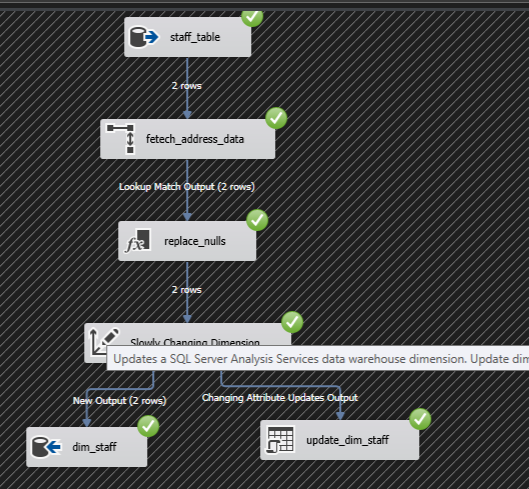 staff_table
2 rows
fetech_address_data
Lookup Match Output (2 rows)
fx replace_nulls
2 rows
Slowly Changing Dimension
Updates a SQL Server Analysis Services data warehouse dimension. Update dim
New Output (2 rows)
Changing Attribute Updates Output
dim_staff
update_dim_staff